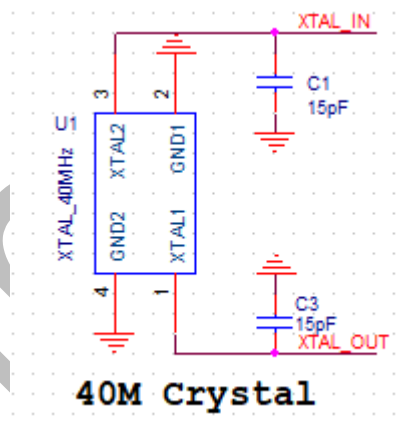 XTAL_IN
3
2
C1
15pF
U1
XTAL_40MHz
XTAL2
GND1
GND2
XTAL1
4
1
C3
15pF
XTAL_OUT
40M Crystal